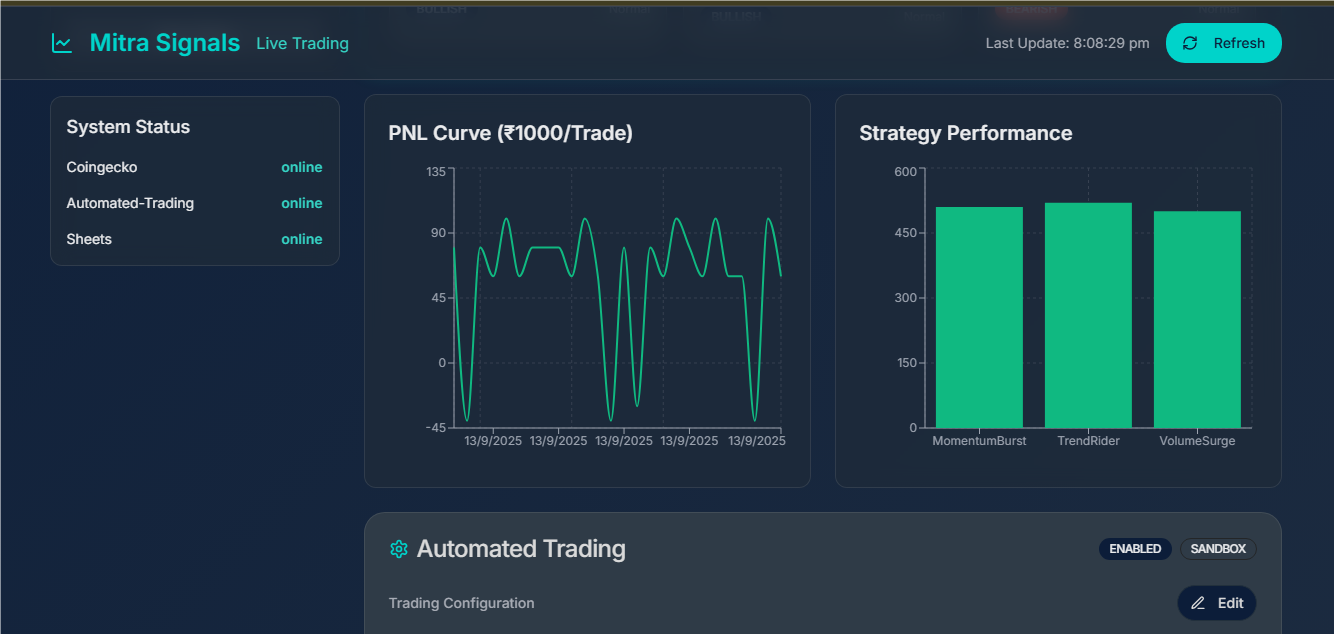 BULLISH
BULLISH
BEARISH
Mitra Signals Live Trading
Last Update: 8:08:29 pm
Refresh
System Status
Coingecko online
Automated-Trading online
Sheets online
PNL Curve (₹1000/Trade)
135
90
45
0
-45
13/9/2025 13/9/2025 13/9/2025 13/9/2025 13/9/2025
Strategy Performance
600
450
300
150
0
MomentumBurst TrendRider VolumeSurge
Automated Trading
ENABLED SANDBOX
Trading Configuration
Edit